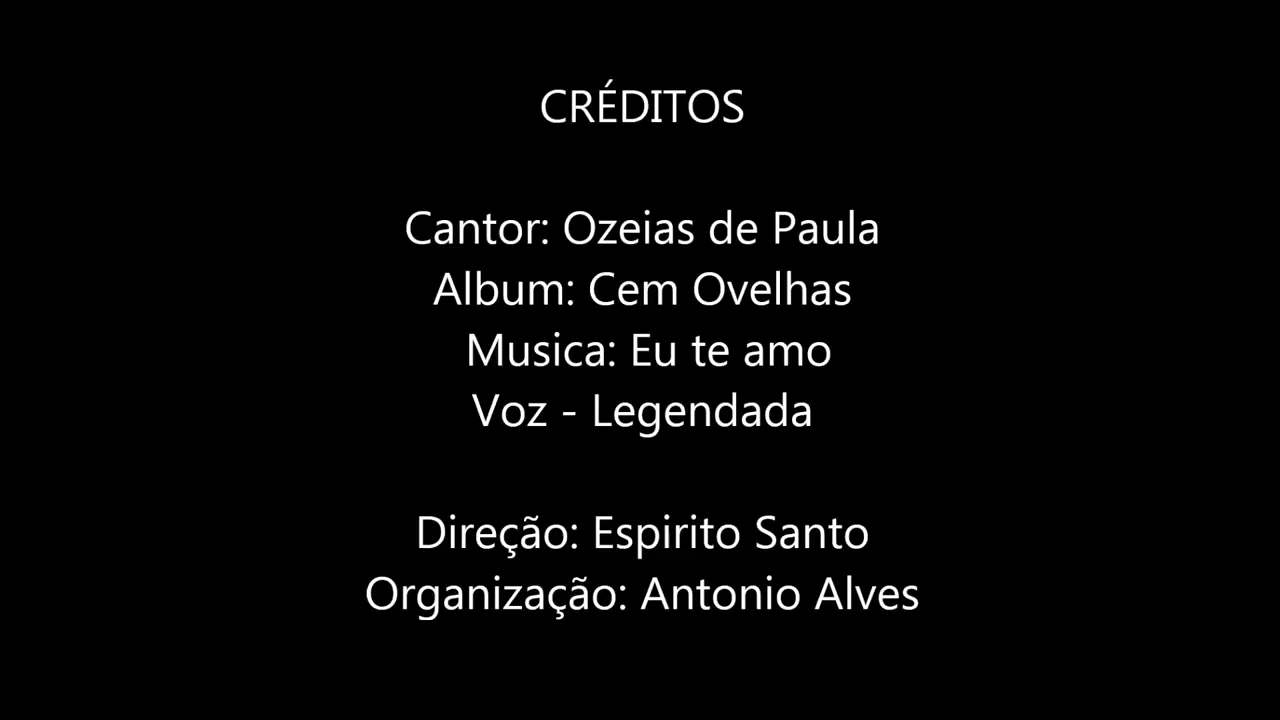 CRÉDITOS
Cantor: Ozeias de Paula
Album: Cem Ovelhas
Musica: Eu te amo
Voz - Legendada
Direção: Espirito Santo
Organização: Antonio Alves